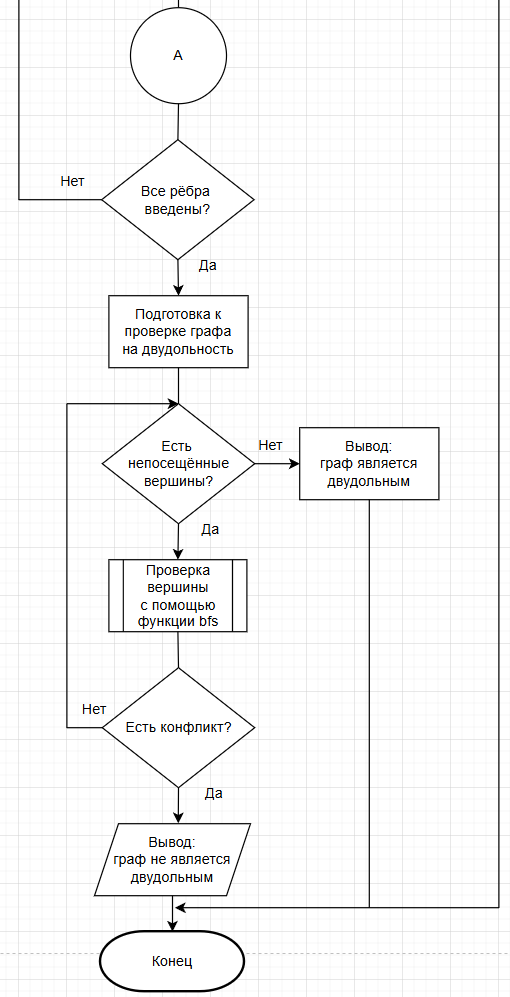 А
Нет
Все рёбра
введены?
Да
Подготовка к
проверке графа
на двудольность
Есть
непосещённые
вершины?
Нет
Вывод:
граф является
двудольным
Да
Проверка
вершины
с помощью
функции bfs
Нет
Есть конфликт?
Да
Вывод:
граф не является
двудольным
Конец